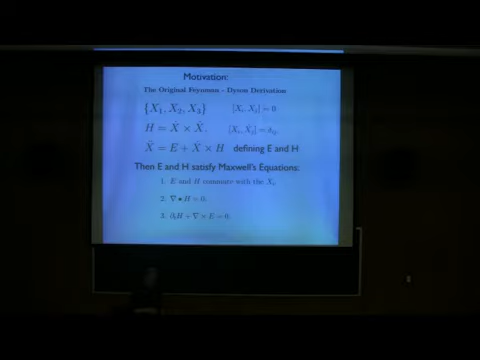 Motivation:
The Original Feynman - Dyson Derivation
{X₁, X₂, X₃} [Xᵢ, Xⱼ] = 0
H = Ẋ × Ẋ, [Xᵢ, Ẋⱼ] = δᵢⱼ.
Ẍ = E + Ẋ × H defining E and H
Then E and H satisfy Maxwell's Equations:
1. E and H commute with the Xᵢ.
2. ∇ • H = 0.
3. ∂ₜH + ∇ × E = 0.